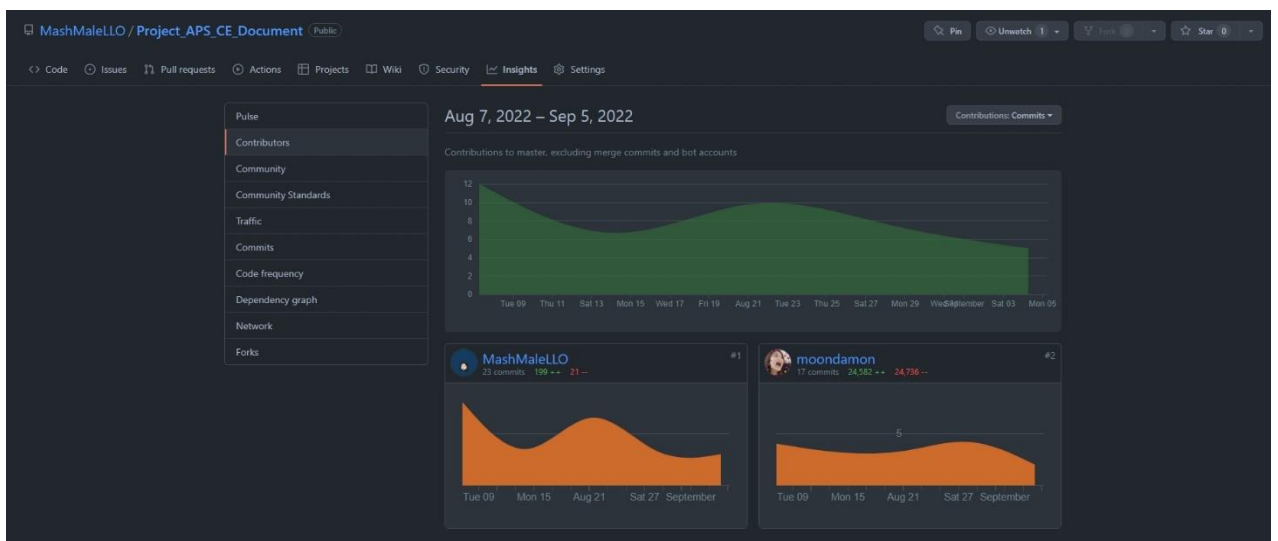 MashMaleLLO / Project_APS_CE_Document Public
Pin Unwatch 1 Fork Star 0
Code Issues Pull requests Actions Projects Wiki Security Insights Settings
Pulse
Contributors
Community
Community Standards
Traffic
Commits
Code frequency
Dependency graph
Network
Forks
Aug 7, 2022 – Sep 5, 2022
Contributions: Commits
Contributions to master, excluding merge commits and bot accounts
12
10
8
6
4
2
0
Tue 09 Thu 11 Sat 13 Mon 15 Wed 17 Fri 19 Aug 21 Tue 23 Thu 25 Sat 27 Mon 29 September Sat 03 Mon 05
MashMaleLLO #1
23 commits 199 ++ 21 --
Tue 09 Mon 15 Aug 21 Sat 27 September
moondamon #2
17 commits 24,582 ++ 24,736 --
5
Tue 09 Mon 15 Aug 21 Sat 27 September